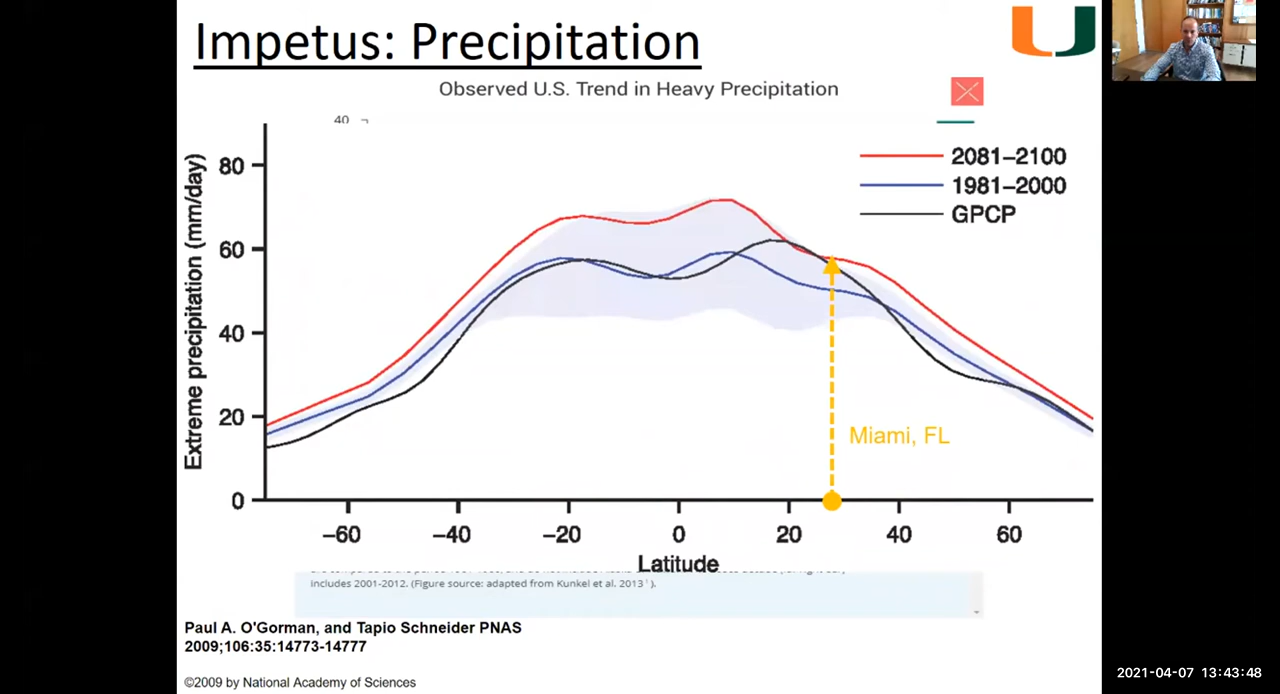 Impetus: Precipitation
Observed U.S. Trend in Heavy Precipitation
40
Extreme precipitation (mm/day)
80
60
40
20
0
2081–2100
1981–2000
GPCP
Miami, FL
–60 –40 –20 0 20 40 60
Latitude
includes 2001-2012. (Figure source: adapted from Kunkel et al. 2013¹).
Paul A. O'Gorman, and Tapio Schneider PNAS
2009;106:35:14773-14777
©2009 by National Academy of Sciences
2021-04-07 13:43:48